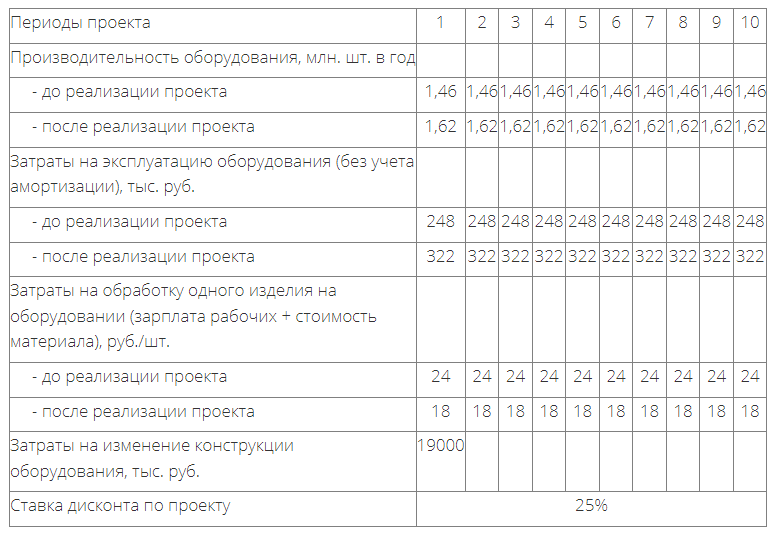 Периоды проекта 1 2 3 4 5 6 7 8 9 10
Производительность оборудования, млн. шт. в год
- до реализации проекта 1,46 1,46 1,46 1,46 1,46 1,46 1,46 1,46 1,46 1,46
- после реализации проекта 1,62 1,62 1,62 1,62 1,62 1,62 1,62 1,62 1,62 1,62
Затраты на эксплуатацию оборудования (без учета
амортизации), тыс. руб.
- до реализации проекта 248 248 248 248 248 248 248 248 248 248
- после реализации проекта 322 322 322 322 322 322 322 322 322 322
Затраты на обработку одного изделия на
оборудовании (зарплата рабочих + стоимость
материала), руб./шт.
- до реализации проекта 24 24 24 24 24 24 24 24 24 24
- после реализации проекта 18 18 18 18 18 18 18 18 18 18
Затраты на изменение конструкции 19000
оборудования, тыс. руб.
Ставка дисконта по проекту 25%